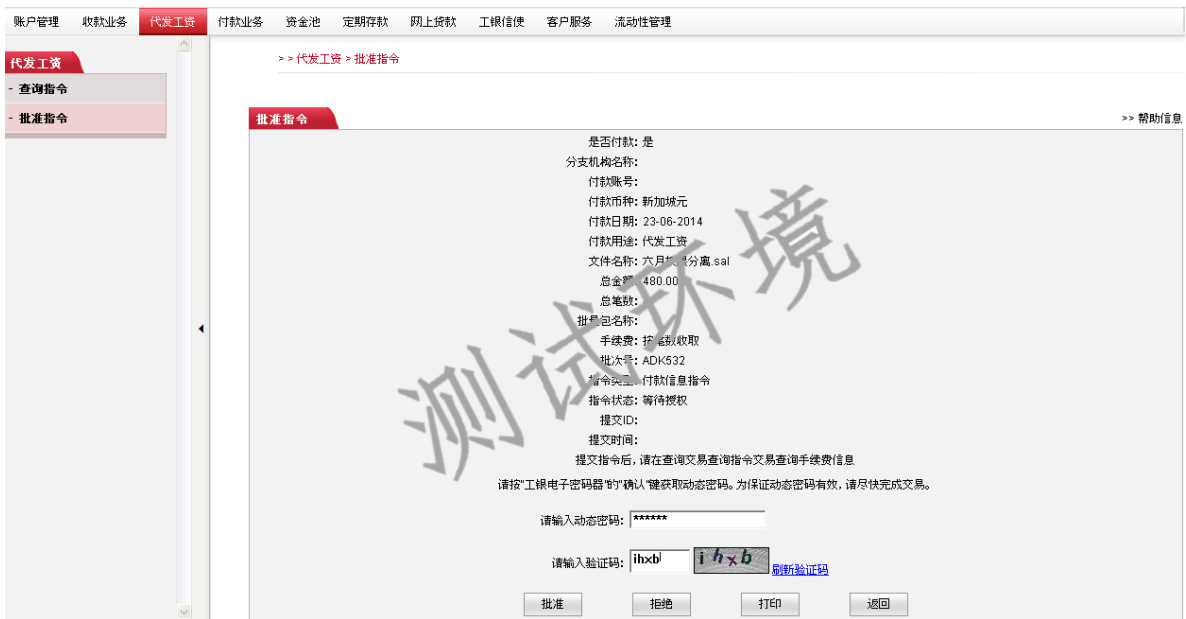 账户管理 收款业务 代发工资 付款业务 资金池 定期存款 网上贷款 工银信使 客户服务 流动性管理
代发工资
- 查询指令
- 批准指令
> > 代发工资 > 批准指令
批准指令
>> 帮助信息
是否付款: 是
分支机构名称:
付款账号:
付款币种: 新加坡元
付款日期: 23-06-2014
付款用途: 代发工资
文件名称: 六月 分离.sal
总金额: 480.00
总笔数:
批量包名称:
手续费: 按笔数收取
批次号: ADK532
指令类型: 付款信息指令
指令状态: 等待授权
提交ID:
提交时间:
提交指令后, 请在查询交易查询指令交易查询手续费信息
请按"工银电子密码器"的"确认"键获取动态密码。为保证动态密码有效, 请尽快完成交易。
请输入动态密码: ******
请输入验证码: ihxb ihxb 刷新验证码
批准 拒绝 打印 返回
测试环境